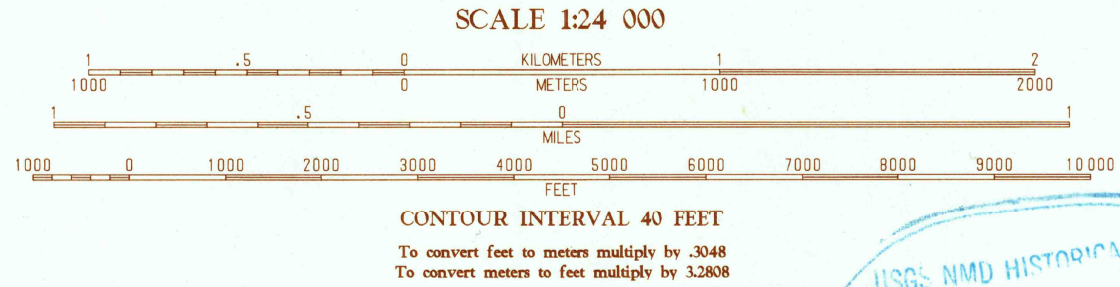 SCALE 1:24 000
1 .5 0 KILOMETERS 1 2
1000 0 METERS 1000 2000
1 .5 0 1
MILES
1000 0 1000 2000 3000 4000 5000 6000 7000 8000 9000 10 000
FEET
CONTOUR INTERVAL 40 FEET
To convert feet to meters multiply by .3048
To convert meters to feet multiply by 3.2808
USGS NMD HISTORICA